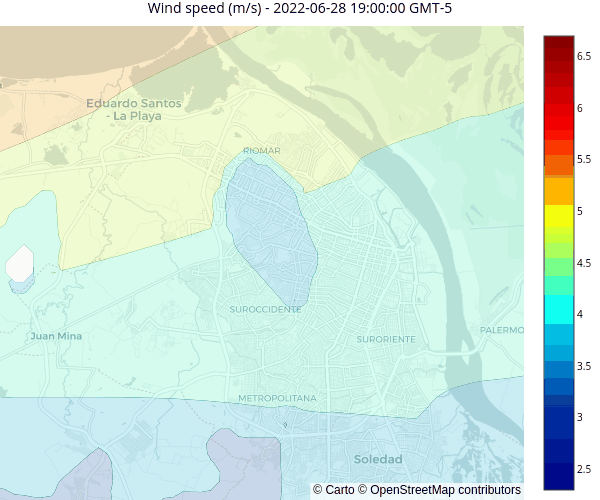 Wind speed (m/s) - 2022-06-28 19:00:00 GMT-5
Eduardo Santos
- La Playa
RIOMAR
SUROCCIDENTE
Juan Mina
SURORIENTE
PALERMO
METROPOLITANA
Soledad
© Carto © OpenStreetMap contributors
6.5
6
5.5
5
4.5
4
3.5
3
2.5